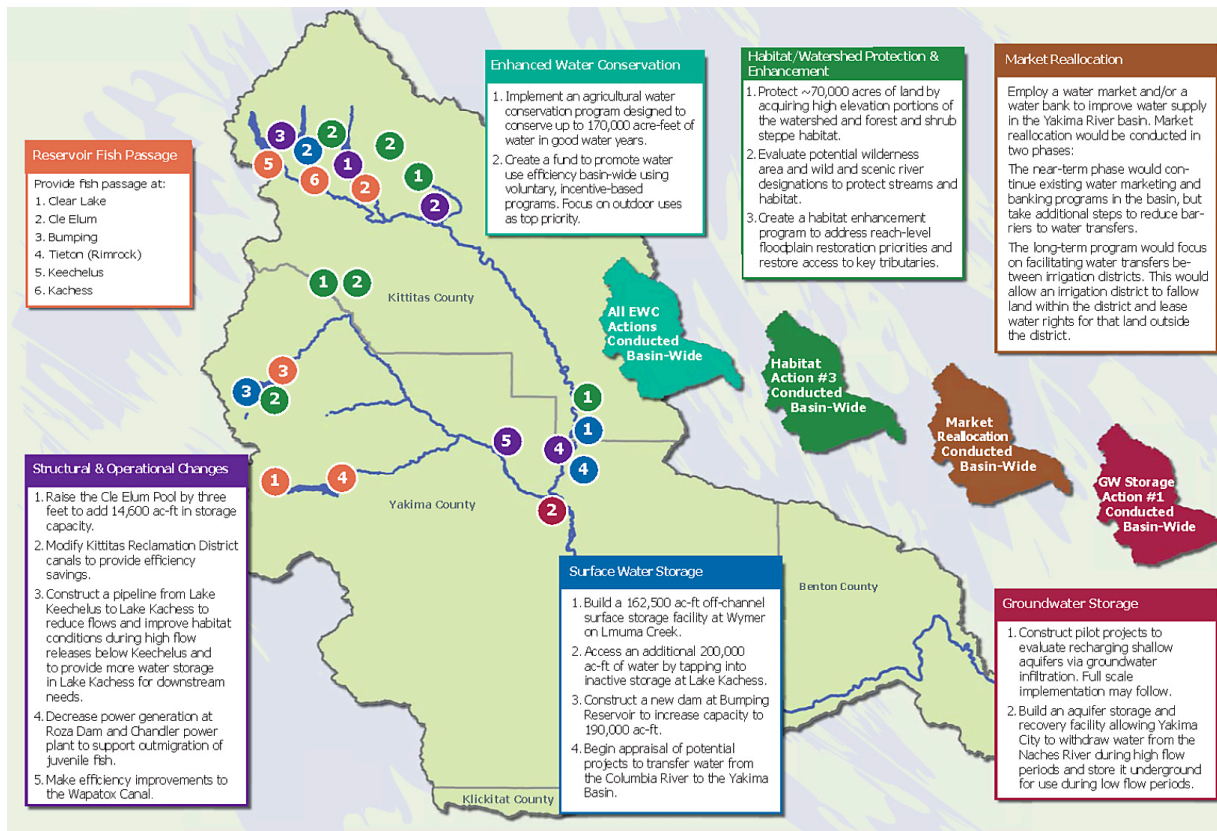 Reservoir Fish Passage
Provide fish passage at:
1. Clear Lake
2. Cle Elum
3. Bumping
4. Tieton (Rimrock)
5. Keechelus
6. Kachess
Structural & Operational Changes
1. Raise the Cle Elum Pool by three
feet to add 14,600 ac-ft in storage
capacity.
2. Modify Kittitas Reclamation District
canals to provide efficiency
savings.
3. Construct a pipeline from Lake
Keechelus to Lake Kachess to
reduce flows and improve habitat
conditions during high flow
releases below Keechelus and
to provide more water storage
in Lake Kachess for downstream
needs.
4. Decrease power generation at
Roza Dam and Chandler power
plant to support outmigration of
juvenile fish.
5. Make efficiency improvements to
the Wapatox Canal.
3
2
2
5
1
6
2
2
1
2
1
2
Kittitas County
3
3
2
1
1
5
4
4
1
4
2
Yakima County
Benton County
Klickitat County
Enhanced Water Conservation
1. Implement an agricultural water
conservation program designed to
conserve up to 170,000 acre-feet of
water in good water years.
2. Create a fund to promote water
use efficiency basin-wide using
voluntary, incentive-based
programs. Focus on outdoor uses
as top priority.
Habitat/Watershed Protection &
Enhancement
1. Protect ~70,000 acres of land by
acquiring high elevation portions of
the watershed and forest and shrub
steppe habitat.
2. Evaluate potential wilderness
area and wild and scenic river
designations to protect streams and
habitat.
3. Create a habitat enhancement
program to address reach-level
floodplain restoration priorities and
restore access to key tributaries.
Market Reallocation
Employ a water market and/or a
water bank to improve water supply
in the Yakima River basin. Market
reallocation would be conducted in
two phases:
The near-term phase would con-
tinue existing water marketing and
banking programs in the basin, but
take additional steps to reduce bar-
riers to water transfers.
The long-term program would focus
on facilitating water transfers be-
tween irrigation districts. This would
allow an irrigation district to fallow
land within the district and lease
water rights for that land outside
the district.
All EWC
Actions
Conducted
Basin-Wide
Habitat
Action #3
Conducted
Basin-Wide
Market
Reallocation
Conducted
Basin-Wide
GW Storage
Action #1
Conducted
Basin-Wide
Surface Water Storage
1. Build a 162,500 ac-ft off-channel
surface storage facility at Wymer
on Lmuma Creek.
2. Access an additional 200,000
ac-ft of water by tapping into
inactive storage at Lake Kachess.
3. Construct a new dam at Bumping
Reservoir to increase capacity to
190,000 ac-ft.
4. Begin appraisal of potential
projects to transfer water from
the Columbia River to the Yakima
Basin.
Groundwater Storage
1. Construct pilot projects to
evaluate recharging shallow
aquifers via groundwater
infiltration. Full scale
implementation may follow.
2. Build an aquifer storage and
recovery facility allowing Yakima
City to withdraw water from the
Naches River during high flow
periods and store it underground
for use during low flow periods.